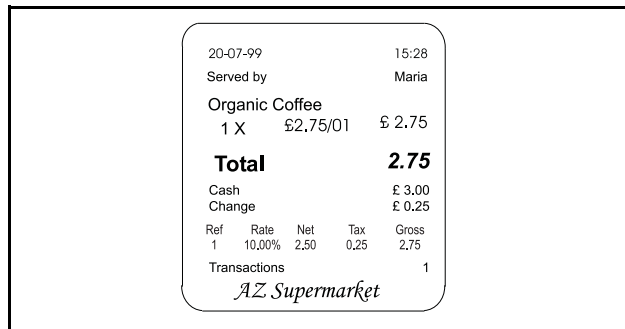 20-07-99 15:28
Served by Maria
Organic Coffee
1 X £2.75/01 £ 2.75
Total 2.75
Cash £ 3.00
Change £ 0.25
Ref Rate Net Tax Gross
1 10.00% 2.50 0.25 2.75
Transactions 1
AZ Supermarket